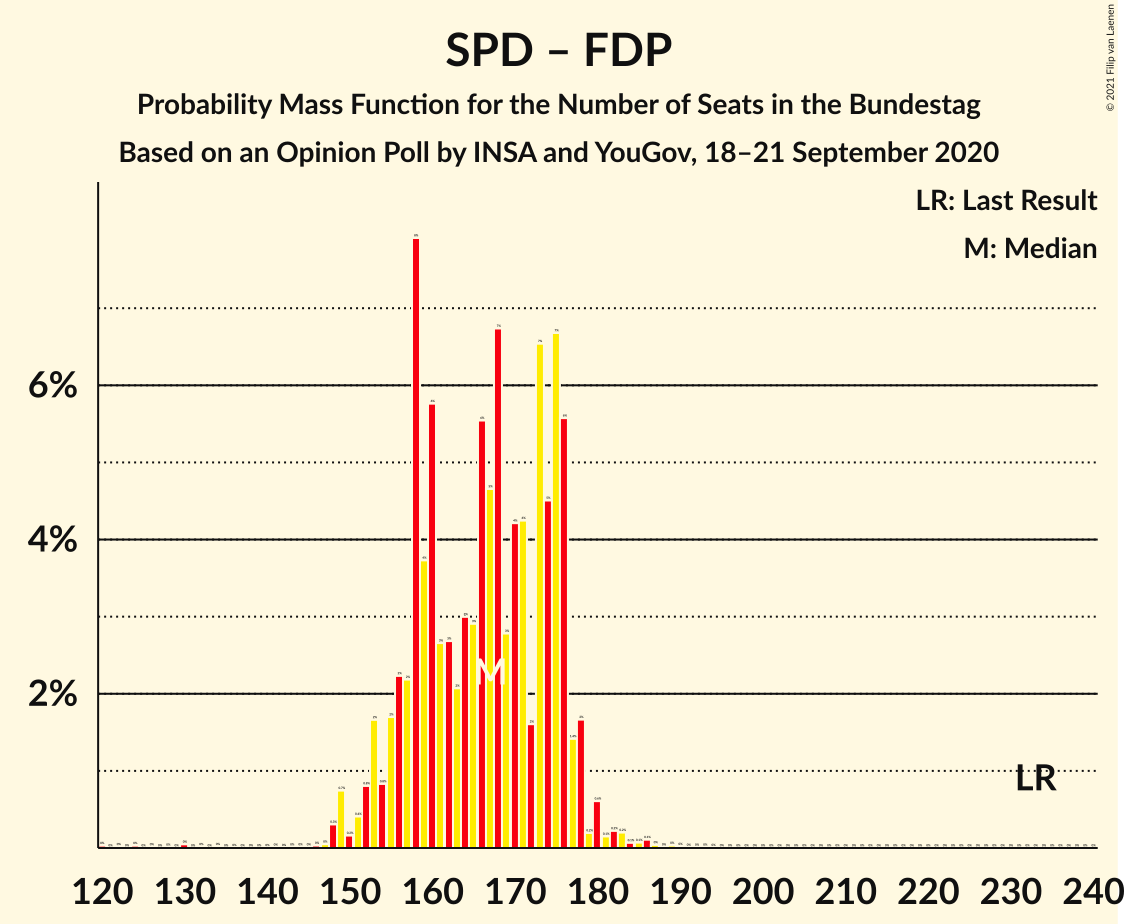 SPD – FDP
Probability Mass Function for the Number of Seats in the Bundestag
Based on an Opinion Poll by INSA and YouGov, 18–21 September 2020
© 2021 Filip van Laenen
LR: Last Result
M: Median
6%
4%
2%
M
LR
120 130 140 150 160 170 180 190 200 210 220 230 240